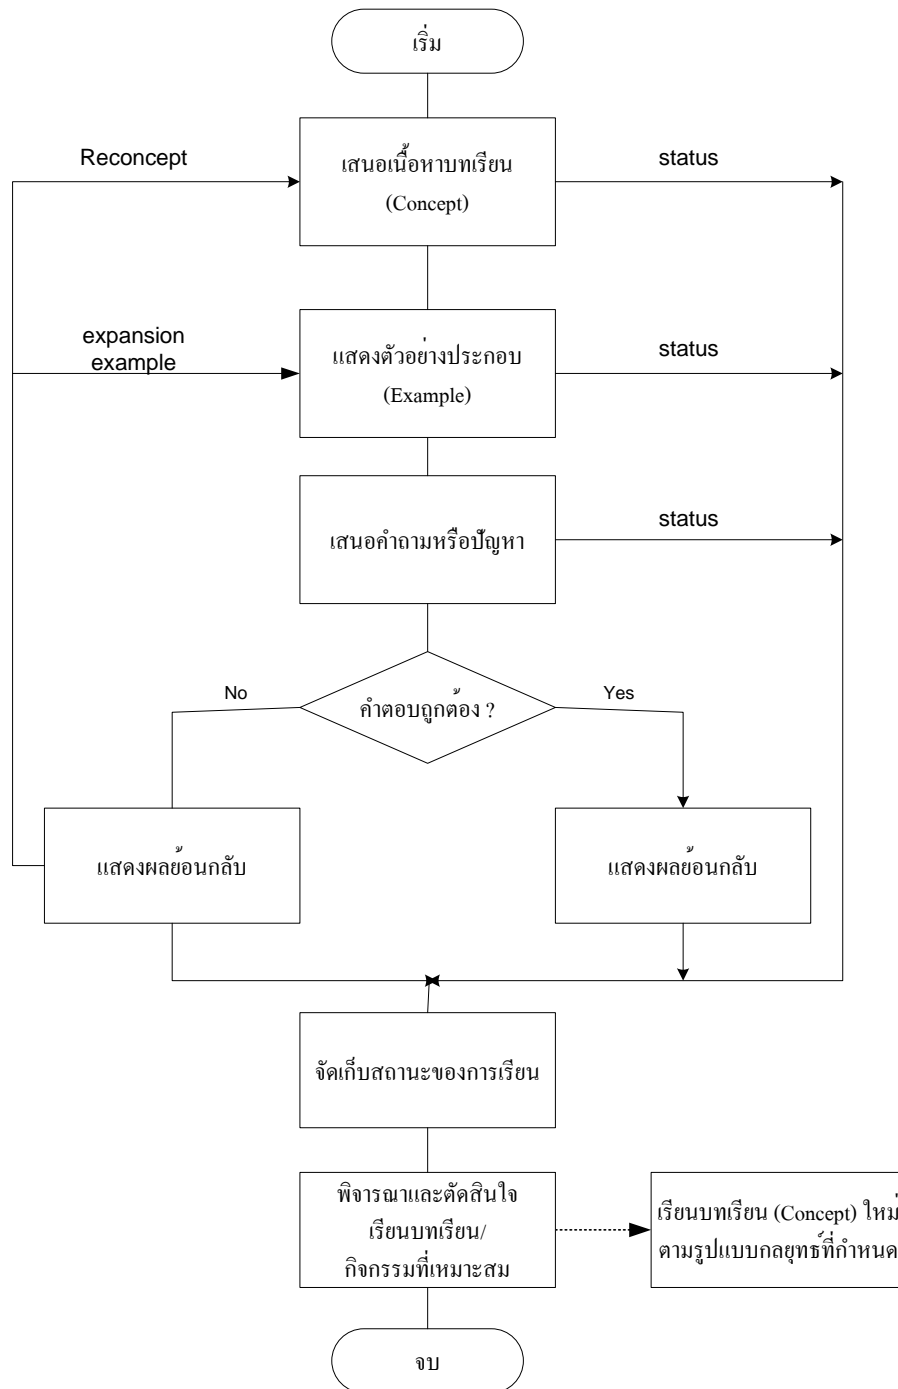 เริ่ม
Reconcept
เสนอเนื้อหาบทเรียน
(Concept)
status
expansion
example
แสดงตัวอย่างประกอบ
(Example)
status
เสนอคำถามหรือปัญหา
status
No
คำตอบถูกต้อง ?
Yes
แสดงผลย้อนกลับ
แสดงผลย้อนกลับ
จัดเก็บสถานะของการเรียน
พิจารณาและตัดสินใจ
เรียนบทเรียน/
กิจกรรมที่เหมาะสม
เรียนบทเรียน (Concept) ใหม่
ตามรูปแบบกลยุทธ์ที่กำหนด
จบ